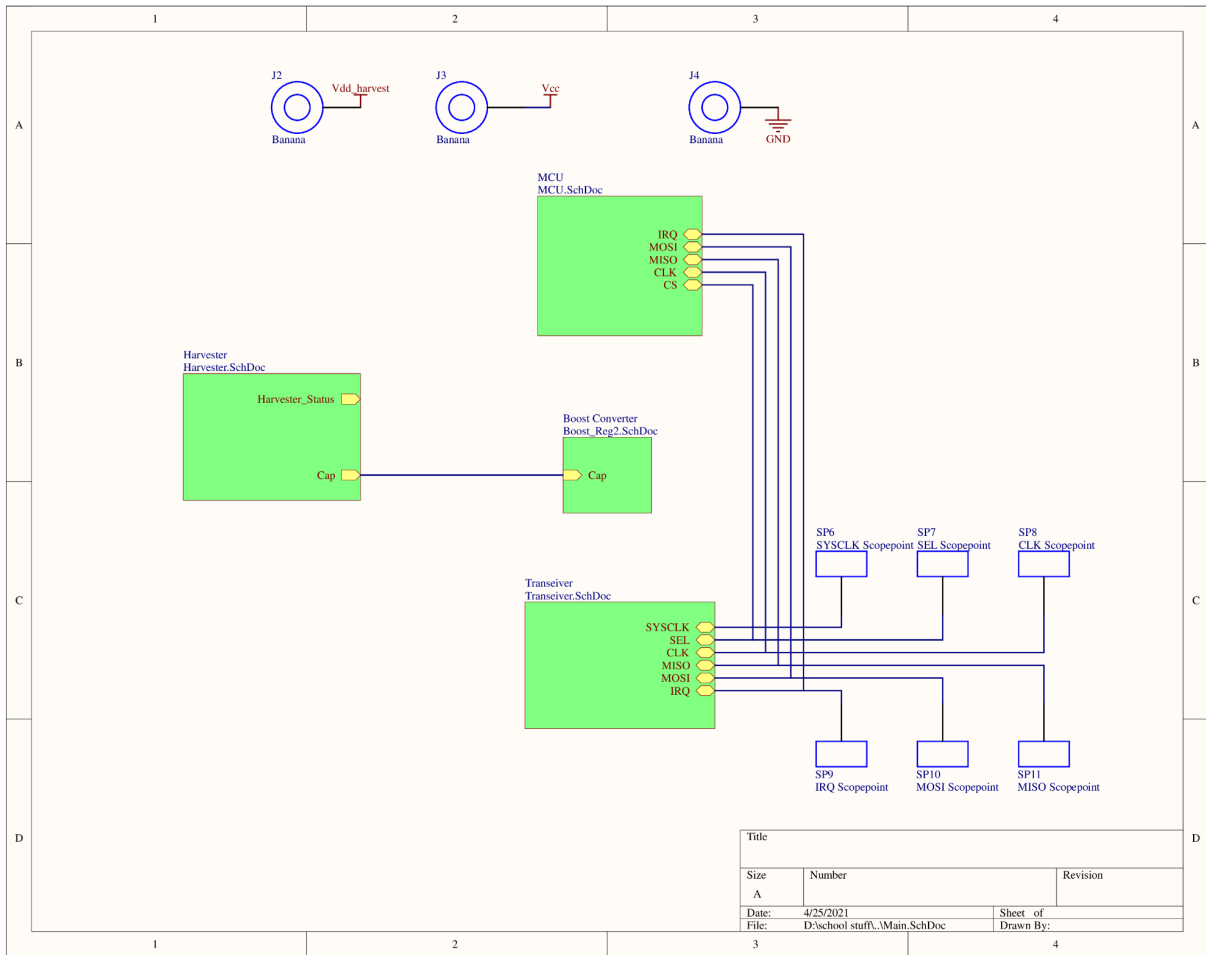 1 2 3 4
J2 J3 J4
Vdd_harvest Vcc
A A
Banana Banana Banana GND
MCU
MCU.SchDoc
IRQ
MOSI
MISO
CLK
CS
Harvester
Harvester.SchDoc
B B
Harvester_Status
Boost Converter
Boost_Reg2.SchDoc
Cap Cap
SP6 SP7 SP8
SYSCLK Scopepoint SEL Scopepoint CLK Scopepoint
Transeiver
Transeiver.SchDoc
C C
SYSCLK
SEL
CLK
MISO
MOSI
IRQ
SP9 SP10 SP11
IRQ Scopepoint MOSI Scopepoint MISO Scopepoint
D D
Title
Size Number Revision
A
Date: 4/25/2021 Sheet of
File: D:\school stuff\..\Main.SchDoc Drawn By:
1 2 3 4